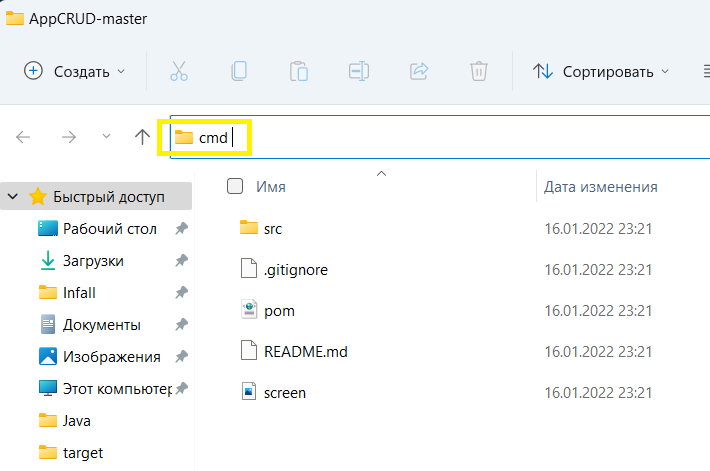 AppCRUD-master
Создать
Сортировать
cmd
Имя
Дата изменения
Быстрый доступ
Рабочий стол
Загрузки
Infall
Документы
Изображения
Этот компьютер
Java
target
src 16.01.2022 23:21
.gitignore 16.01.2022 23:21
pom 16.01.2022 23:21
README.md 16.01.2022 23:21
screen 16.01.2022 23:21